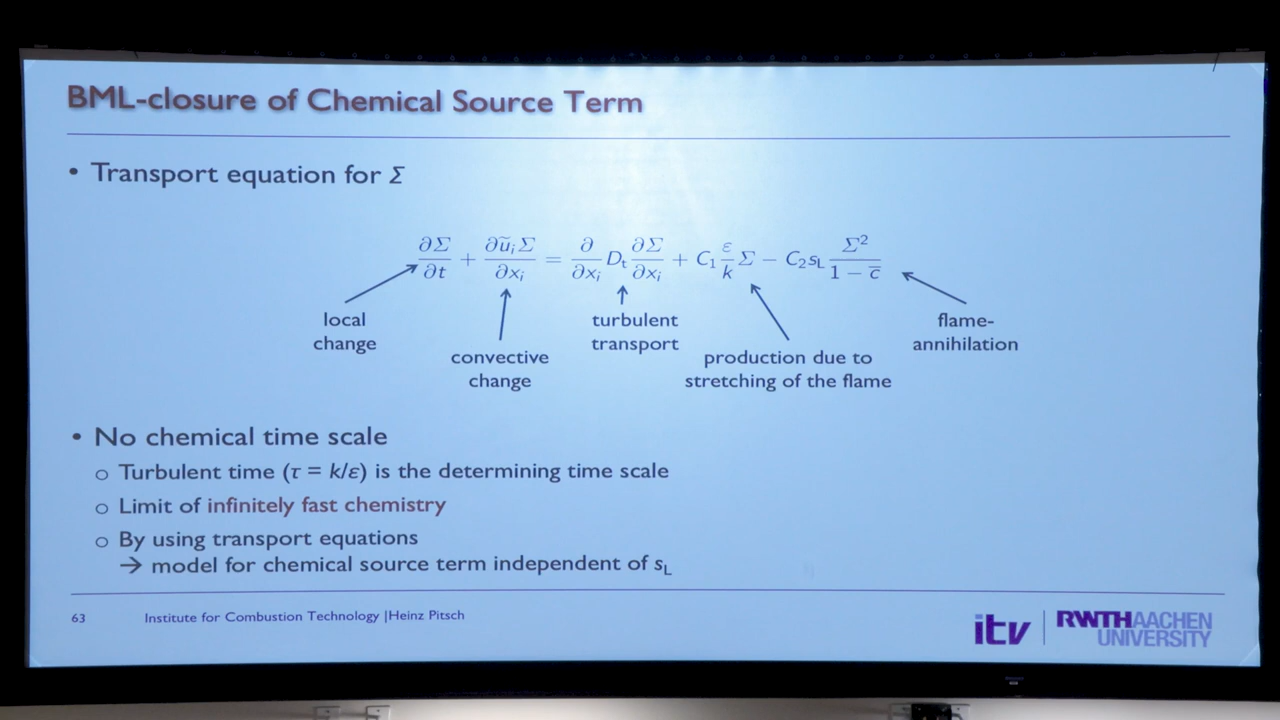 BML-closure of Chemical Source Term
• Transport equation for Σ
∂Σ/∂t + ∂ũᵢΣ/∂xᵢ = ∂/∂xᵢ Dₜ ∂Σ/∂xᵢ + C₁ ε/k Σ − C₂s_L Σ²/(1 − c̅)
local change
convective change
turbulent transport
production due to stretching of the flame
flame-annihilation
• No chemical time scale
o Turbulent time (τ = k/ε) is the determining time scale
o Limit of infinitely fast chemistry
o By using transport equations
→ model for chemical source term independent of s_L
63 Institute for Combustion Technology |Heinz Pitsch
itv RWTHAACHEN
UNIVERSITY